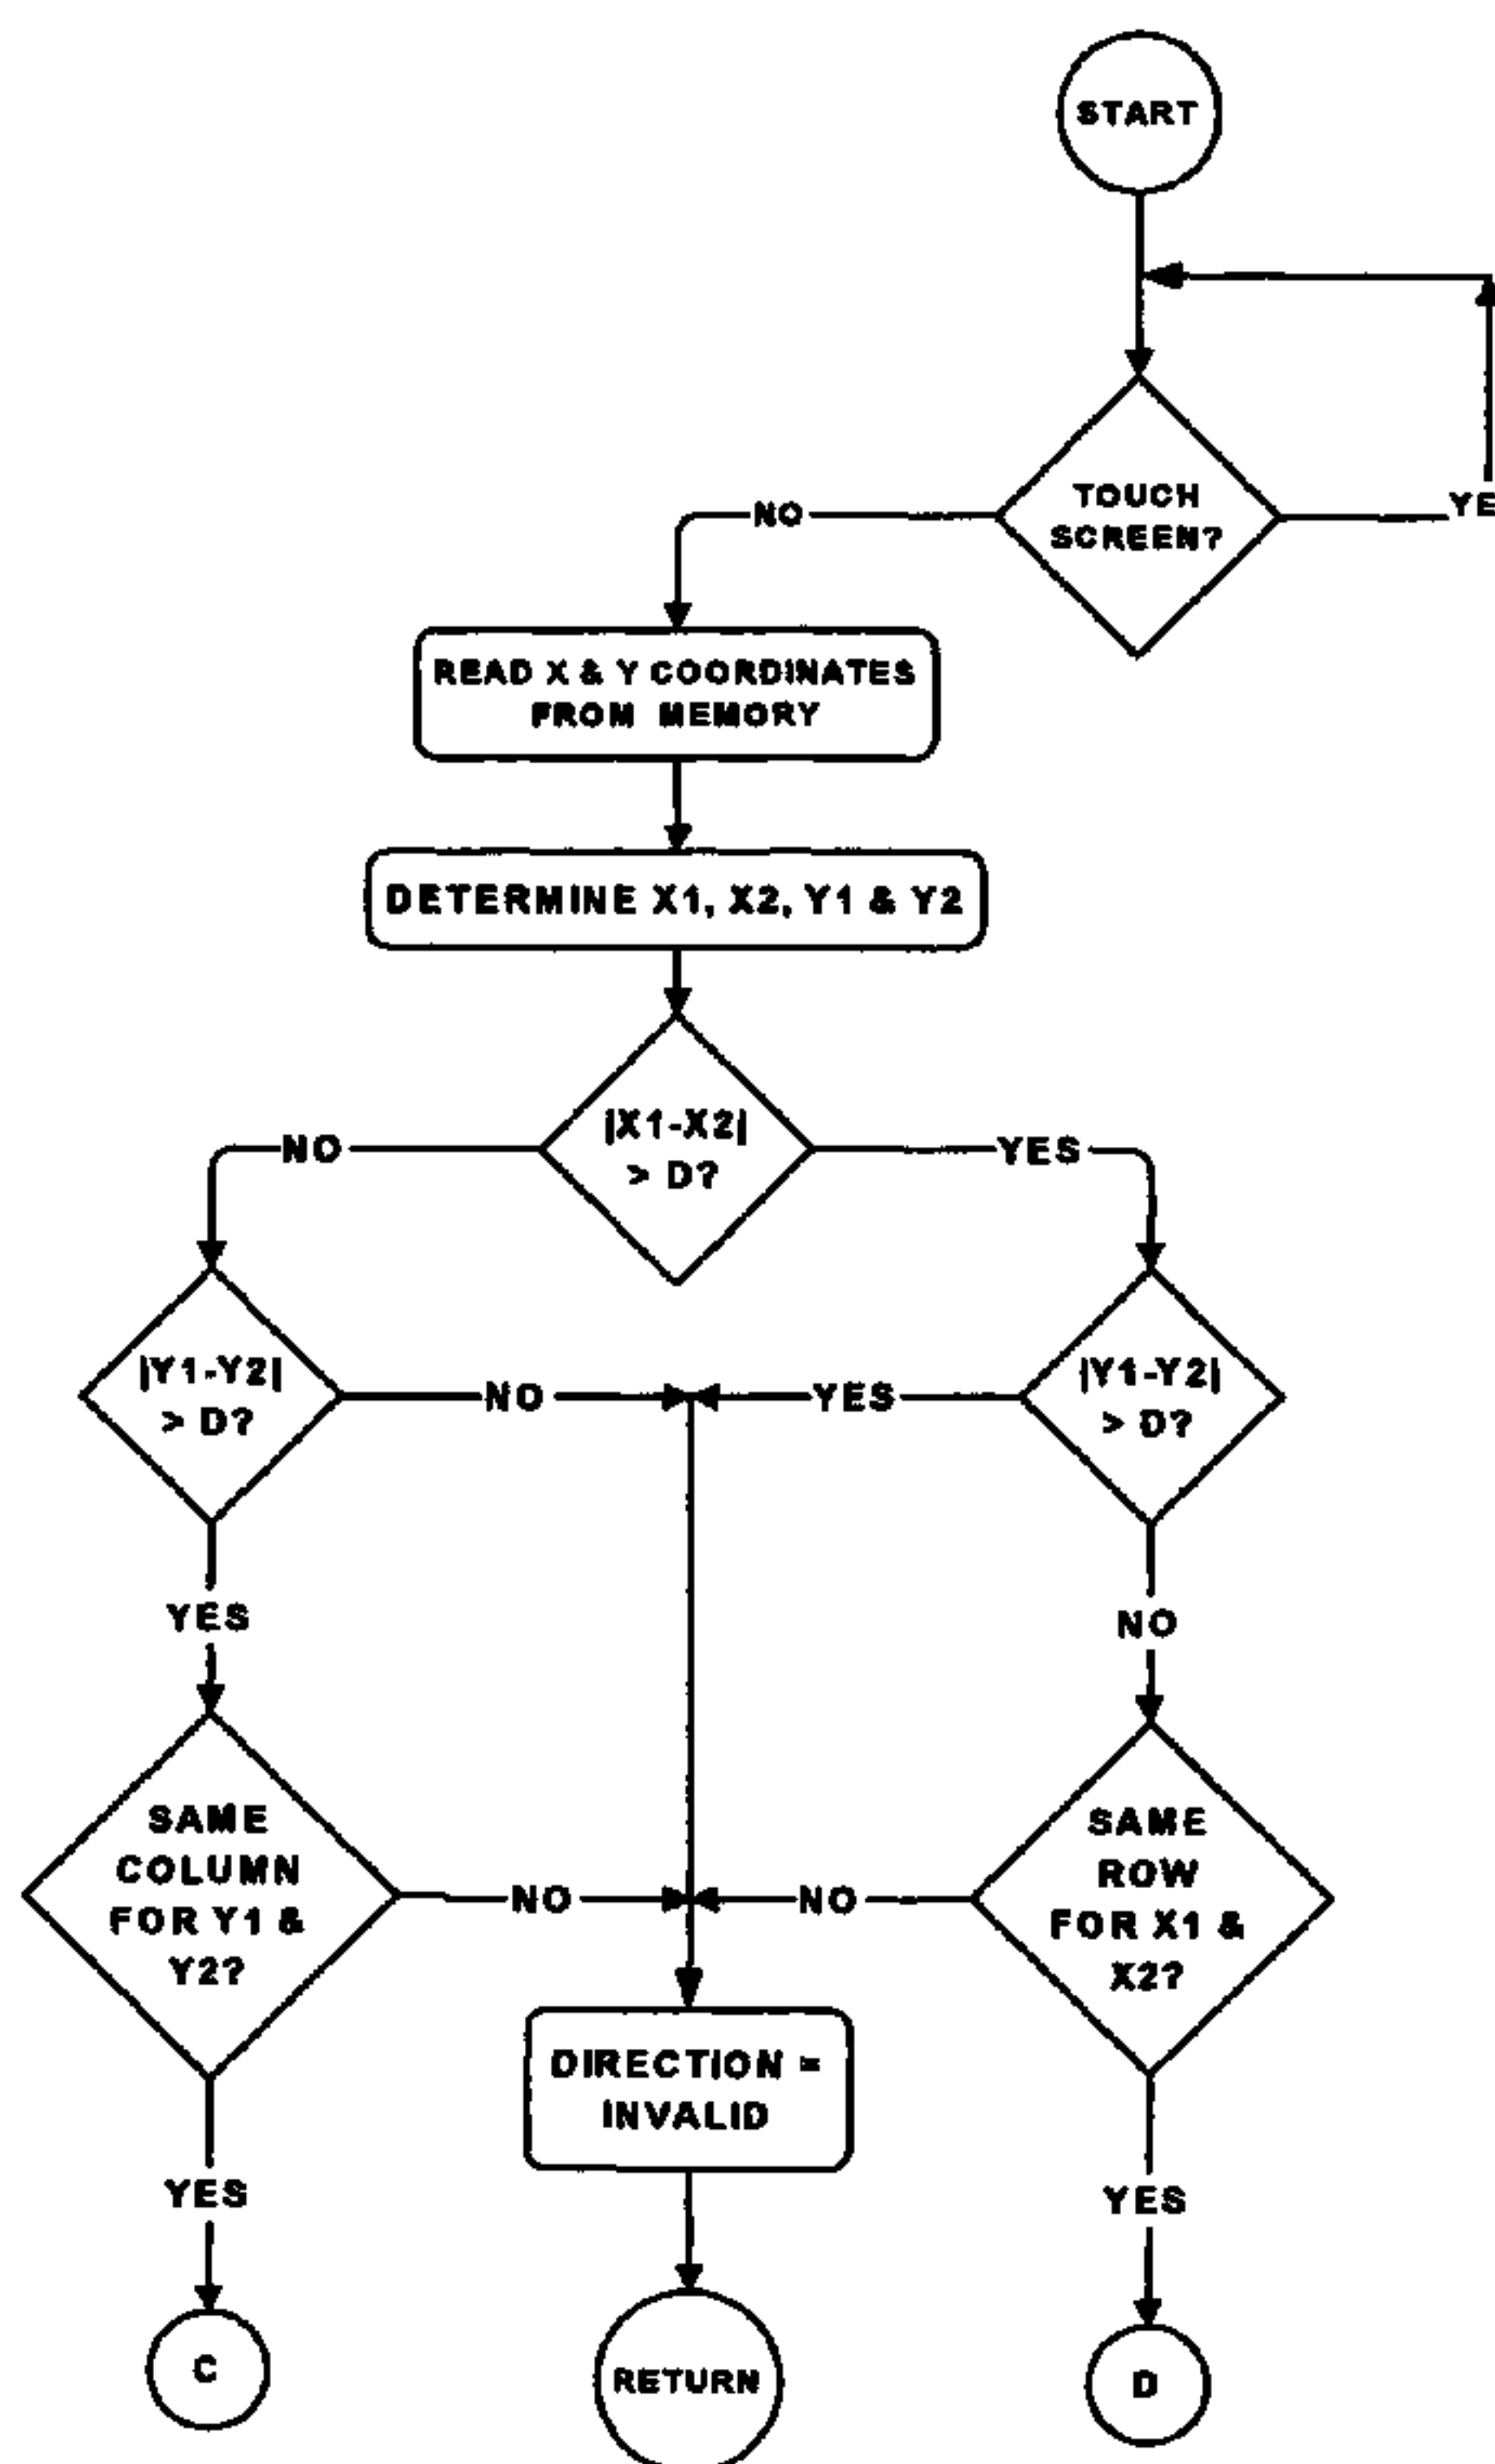 START
TOUCH
SCREEN?
NO
YE
READ X & Y COORDINATES
FROM MEMORY
DETERMINE X1, X2, Y1 & Y2
|X1-X2|
> D?
NO
YES
|Y1-Y2|
> D?
NO
YES
|Y1-Y2|
> D?
YES
NO
SAME
COLUMN
FOR Y1 &
Y2?
NO
NO
SAME
ROW
FOR X1 &
X2?
DIRECTION =
INVALID
YES
YES
C
RETURN
D